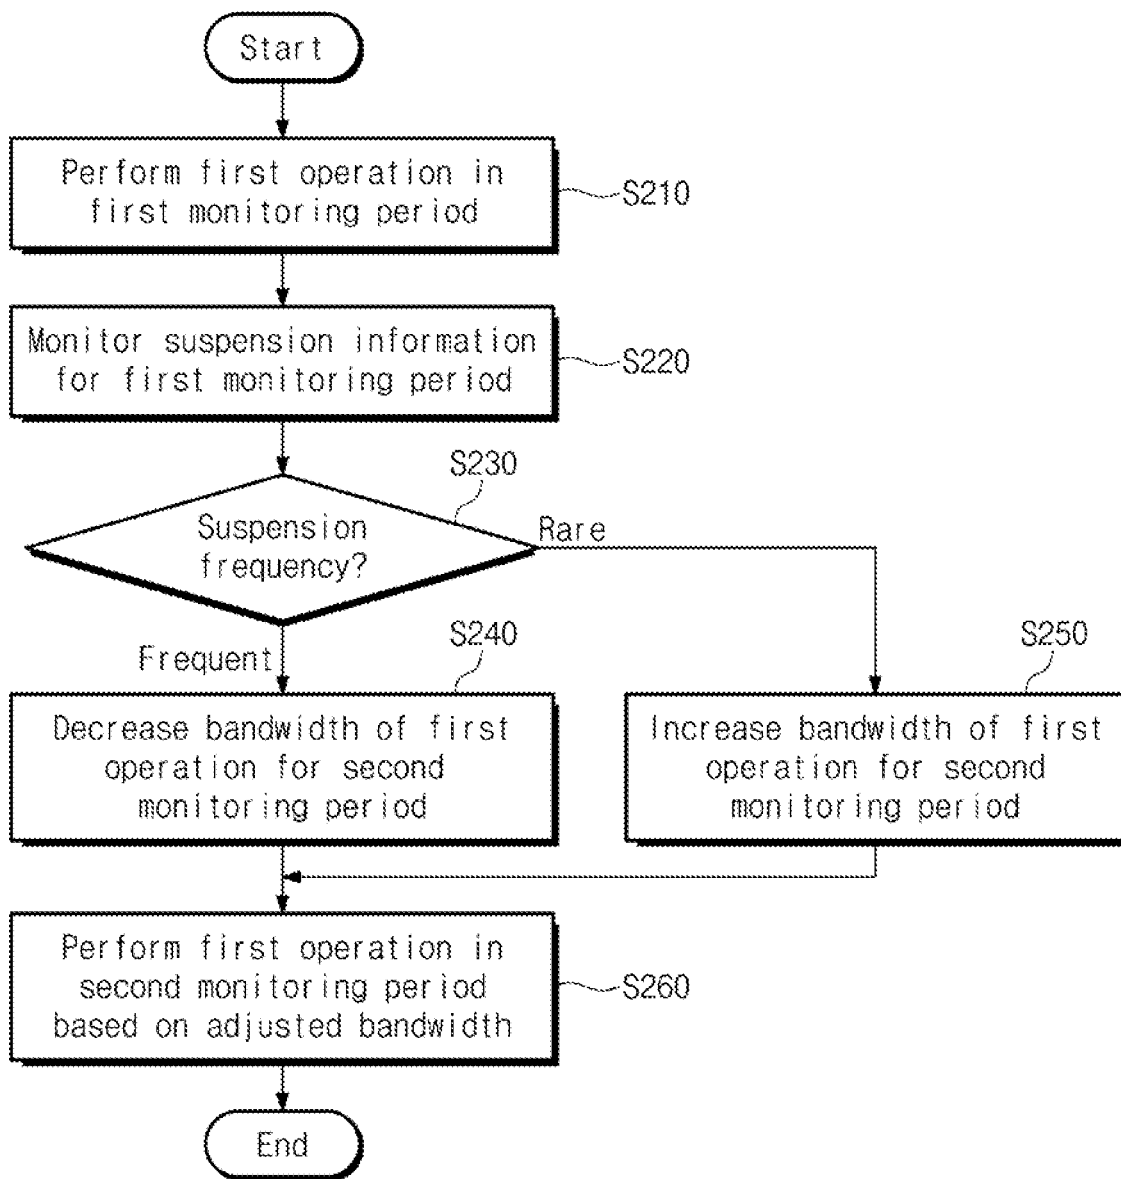 Start
Perform first operation in
first monitoring period
S210
Monitor suspension information
for first monitoring period
S220
S230
Suspension
frequency?
Rare
Frequent
S240
S250
Decrease bandwidth of first
operation for second
monitoring period
Increase bandwidth of first
operation for second
monitoring period
Perform first operation in
second monitoring period
based on adjusted bandwidth
S260
End